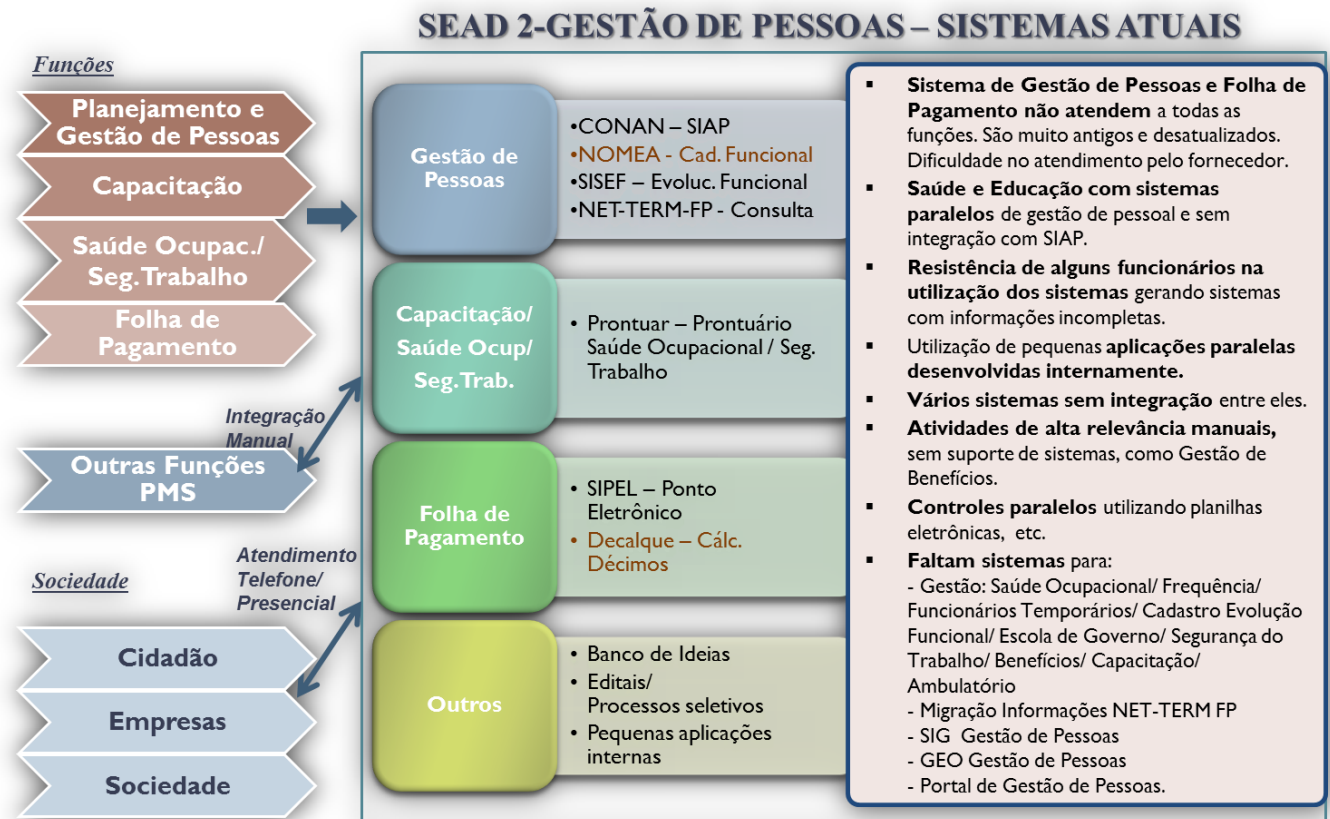 SEAD 2-GESTÃO DE PESSOAS – SISTEMAS ATUAIS
Funções
Planejamento e
Gestão de Pessoas
Capacitação
Saúde Ocupac./
Seg.Trabalho
Folha de
Pagamento
Integração
Manual
Outras Funções
PMS
Atendimento
Telefone/
Presencial
Sociedade
Cidadão
Empresas
Sociedade
Gestão de
Pessoas
•CONAN – SIAP
•NOMEA - Cad. Funcional
•SISEF – Evoluc. Funcional
•NET-TERM-FP - Consulta
Capacitação/
Saúde Ocup/
Seg.Trab.
• Prontuar – Prontuário
Saúde Ocupacional / Seg.
Trabalho
Folha de
Pagamento
• SIPEL – Ponto
Eletrônico
• Decalque – Cálc.
Décimos
Outros
• Banco de Ideias
• Editais/
Processos seletivos
• Pequenas aplicações
internas
▪ Sistema de Gestão de Pessoas e Folha de
Pagamento não atendem a todas as
funções. São muito antigos e desatualizados.
Dificuldade no atendimento pelo fornecedor.
▪ Saúde e Educação com sistemas
paralelos de gestão de pessoal e sem
integração com SIAP.
▪ Resistência de alguns funcionários na
utilização dos sistemas gerando sistemas
com informações incompletas.
▪ Utilização de pequenas aplicações paralelas
desenvolvidas internamente.
▪ Vários sistemas sem integração entre eles.
▪ Atividades de alta relevância manuais,
sem suporte de sistemas, como Gestão de
Benefícios.
▪ Controles paralelos utilizando planilhas
eletrônicas, etc.
▪ Faltam sistemas para:
- Gestão: Saúde Ocupacional/ Frequência/
Funcionários Temporários/ Cadastro Evolução
Funcional/ Escola de Governo/ Segurança do
Trabalho/ Benefícios/ Capacitação/
Ambulatório
- Migração Informações NET-TERM FP
- SIG Gestão de Pessoas
- GEO Gestão de Pessoas
- Portal de Gestão de Pessoas.